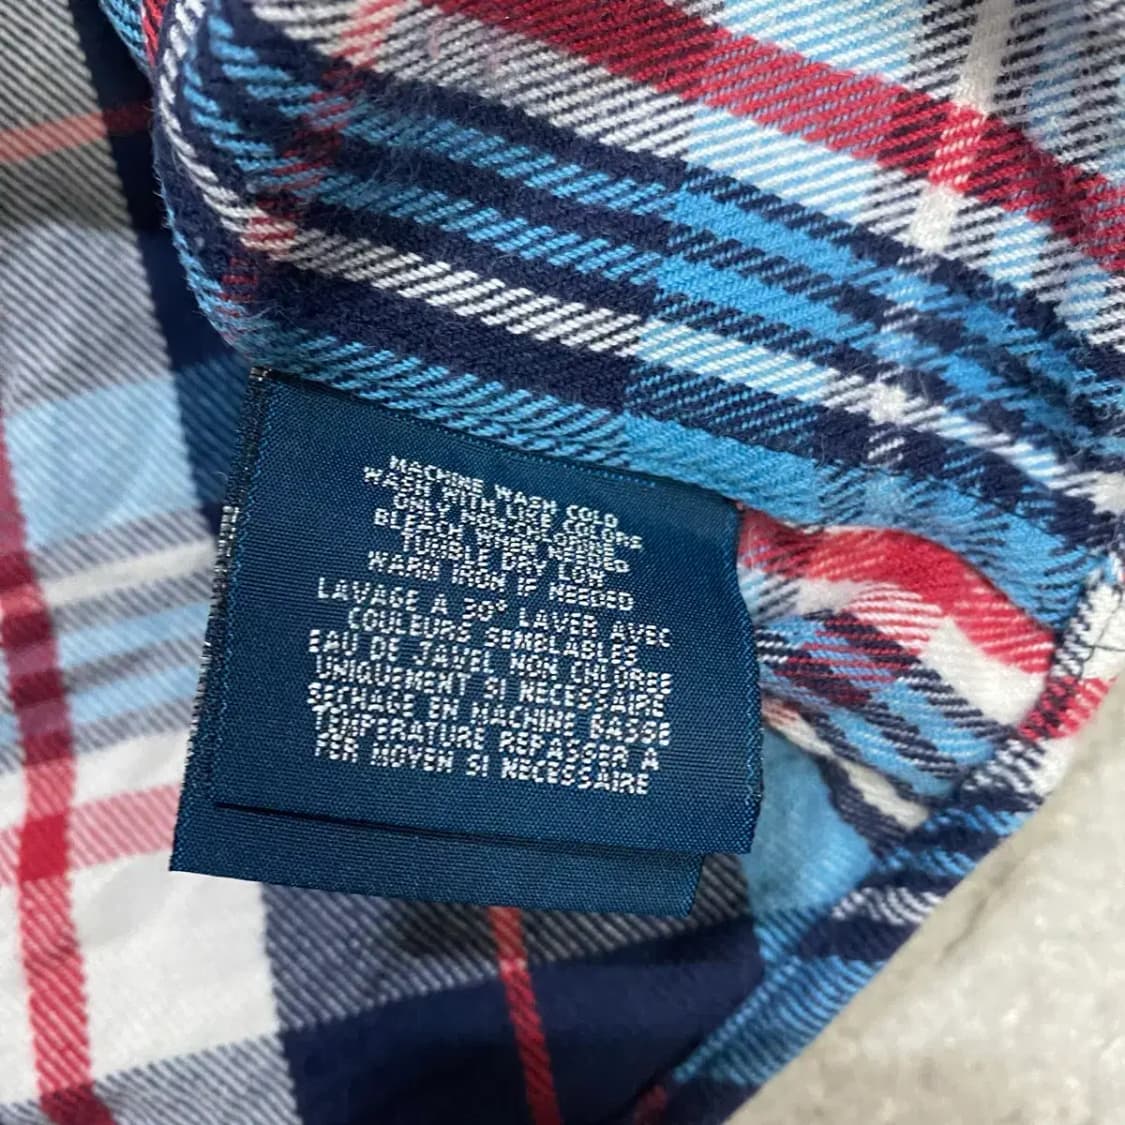 MACHINE WASH COLD
WASH WITH LIKE COLORS
ONLY NON-CHLORINE
BLEACH WHEN NEEDED
TUMBLE DRY LOW
WARM IRON IF NEEDED
LAVAGE A 30° LAVER AVEC
COULEURS SEMBLABLES
EAU DE JAVEL NON CHLOREE
UNIQUEMENT SI NECESSAIRE
SECHAGE EN MACHINE BASSE
TEMPERATURE REPASSER A
FER MOYEN SI NECESSAIRE